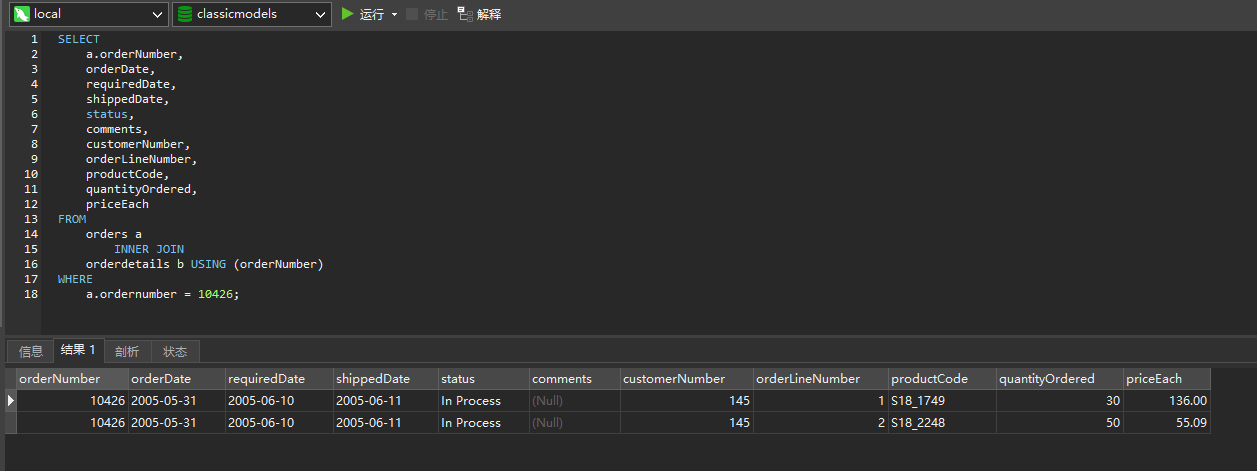 local classicmodels 运行 停止 解释
1 SELECT
2 a.orderNumber,
3 orderDate,
4 requiredDate,
5 shippedDate,
6 status,
7 comments,
8 customerNumber,
9 orderLineNumber,
10 productCode,
11 quantityOrdered,
12 priceEach
13 FROM
14 orders a
15 INNER JOIN
16 orderdetails b USING (orderNumber)
17 WHERE
18 a.ordernumber = 10426;
信息 结果 1 剖析 状态
orderNumber orderDate requiredDate shippedDate status comments customerNumber orderLineNumber productCode quantityOrdered priceEach
10426 2005-05-31 2005-06-10 2005-06-11 In Process (Null) 145 1 S18_1749 30 136.00
10426 2005-05-31 2005-06-10 2005-06-11 In Process (Null) 145 2 S18_2248 50 55.09